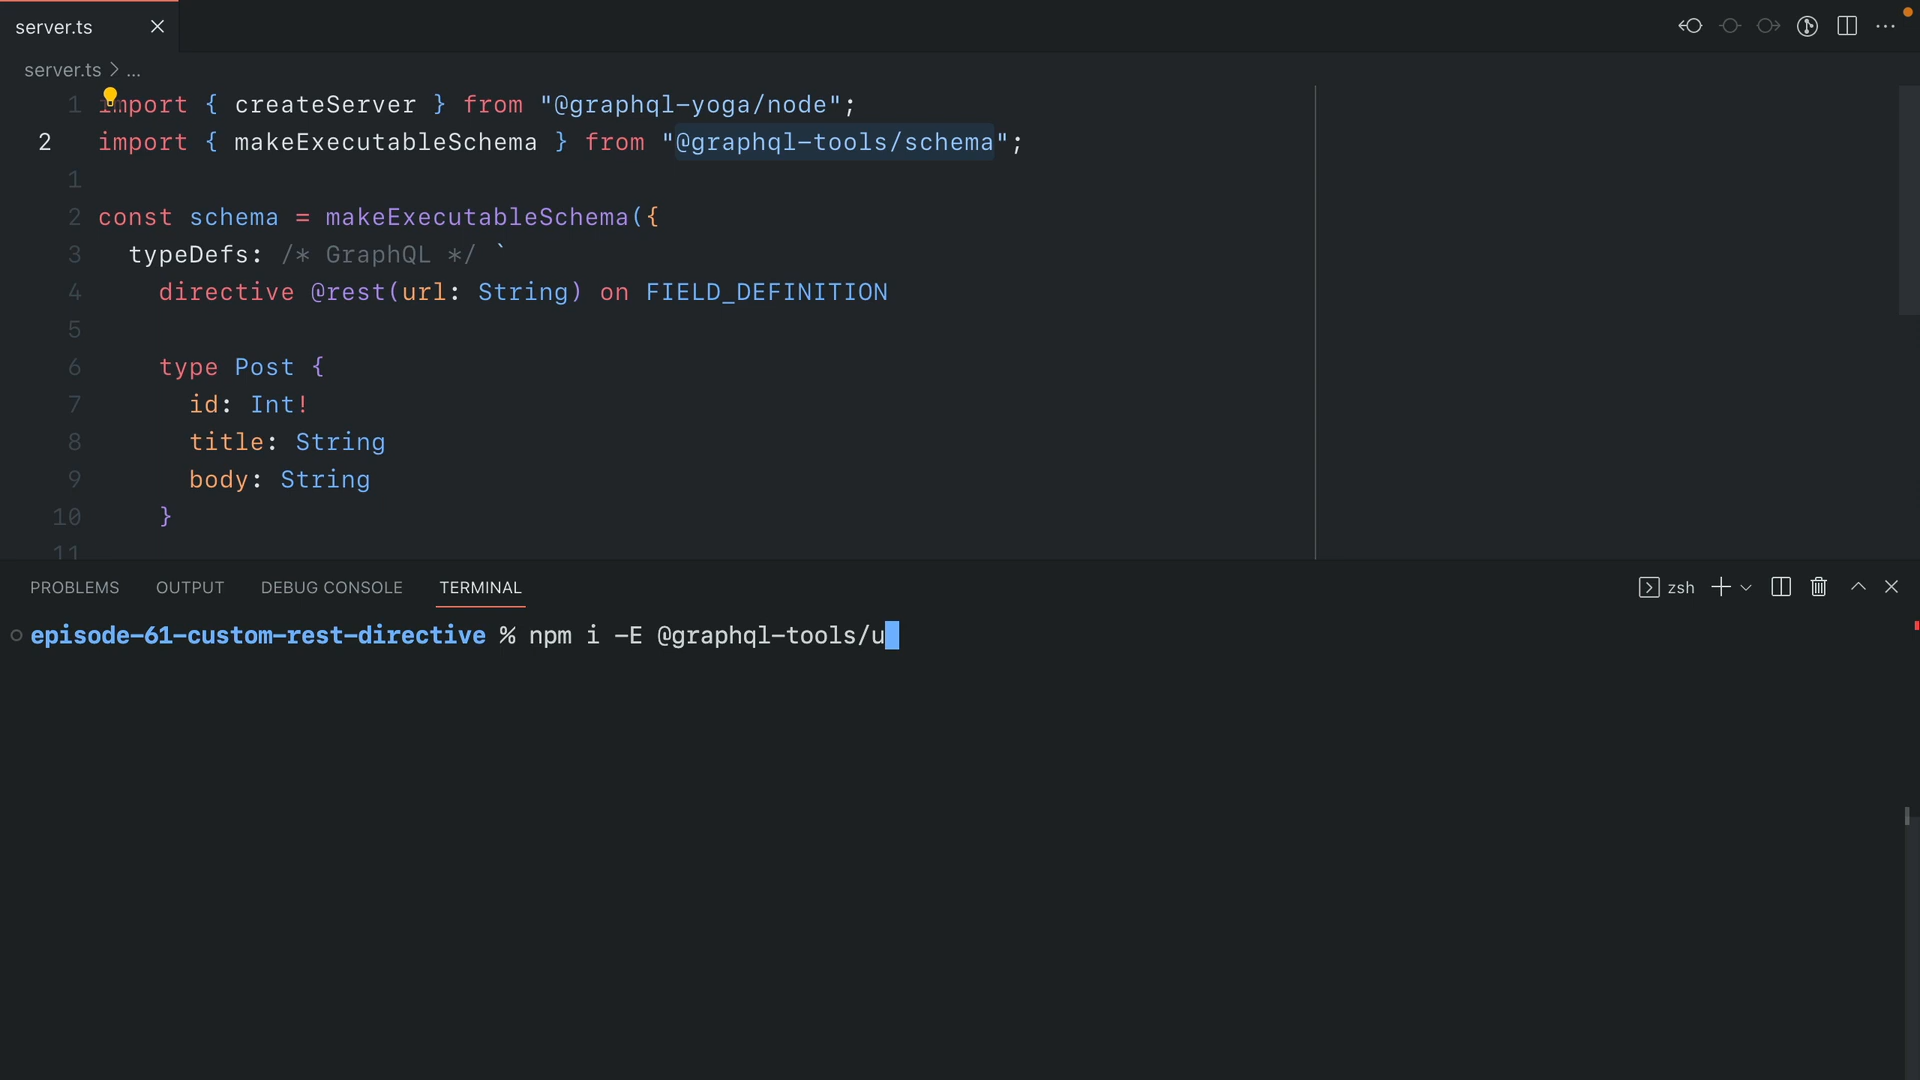 server.ts
server.ts > ...
1 import { createServer } from "@graphql-yoga/node";
2 import { makeExecutableSchema } from "@graphql-tools/schema";
1
2 const schema = makeExecutableSchema({
3 typeDefs: /* GraphQL */ `
4 directive @rest(url: String) on FIELD_DEFINITION
5
6 type Post {
7 id: Int!
8 title: String
9 body: String
10 }
11
PROBLEMS OUTPUT DEBUG CONSOLE TERMINAL zsh
episode-61-custom-rest-directive % npm i -E @graphql-tools/u